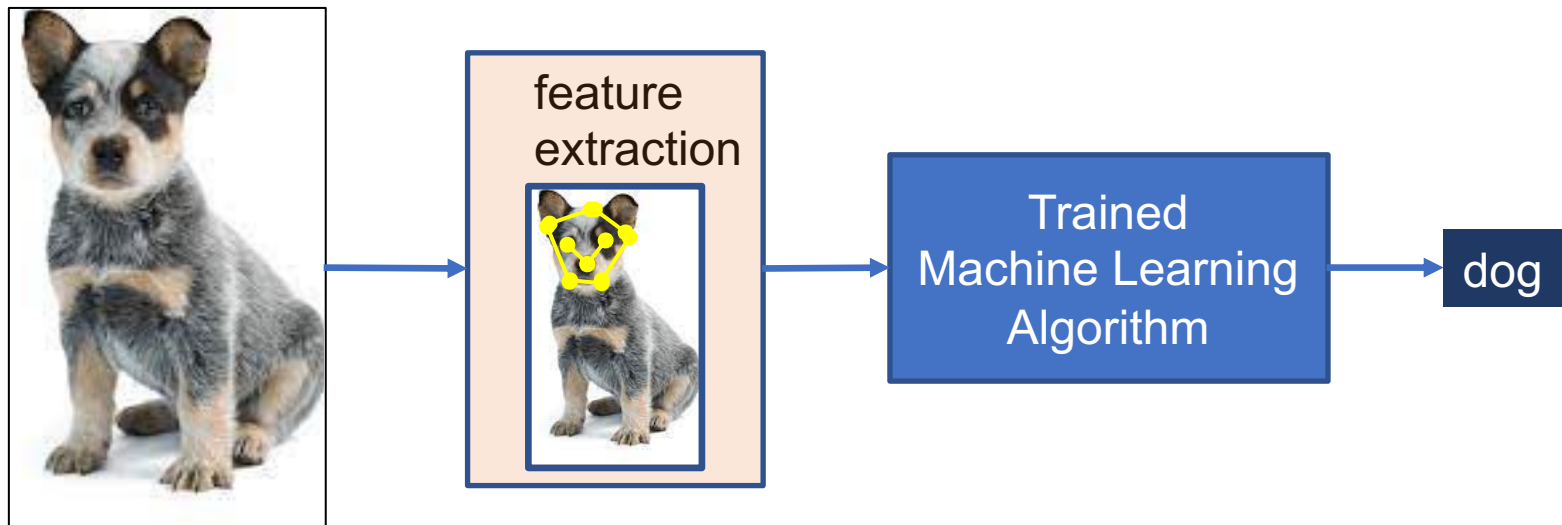 feature
extraction
Trained
Machine Learning
Algorithm
dog